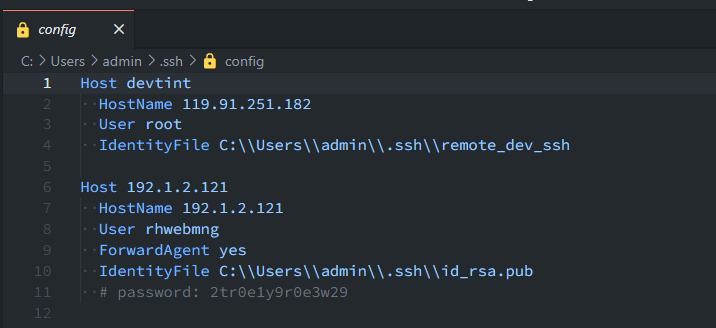 config
C: > Users > admin > .ssh > config
1 Host devtint
2 HostName 119.91.251.182
3 User root
4 IdentityFile C:\\Users\\admin\\.ssh\\remote_dev_ssh
5
6 Host 192.1.2.121
7 HostName 192.1.2.121
8 User rhwebmng
9 ForwardAgent yes
10 IdentityFile C:\\Users\\admin\\.ssh\\id_rsa.pub
11 # password: 2tr0e1y9r0e3w29
12